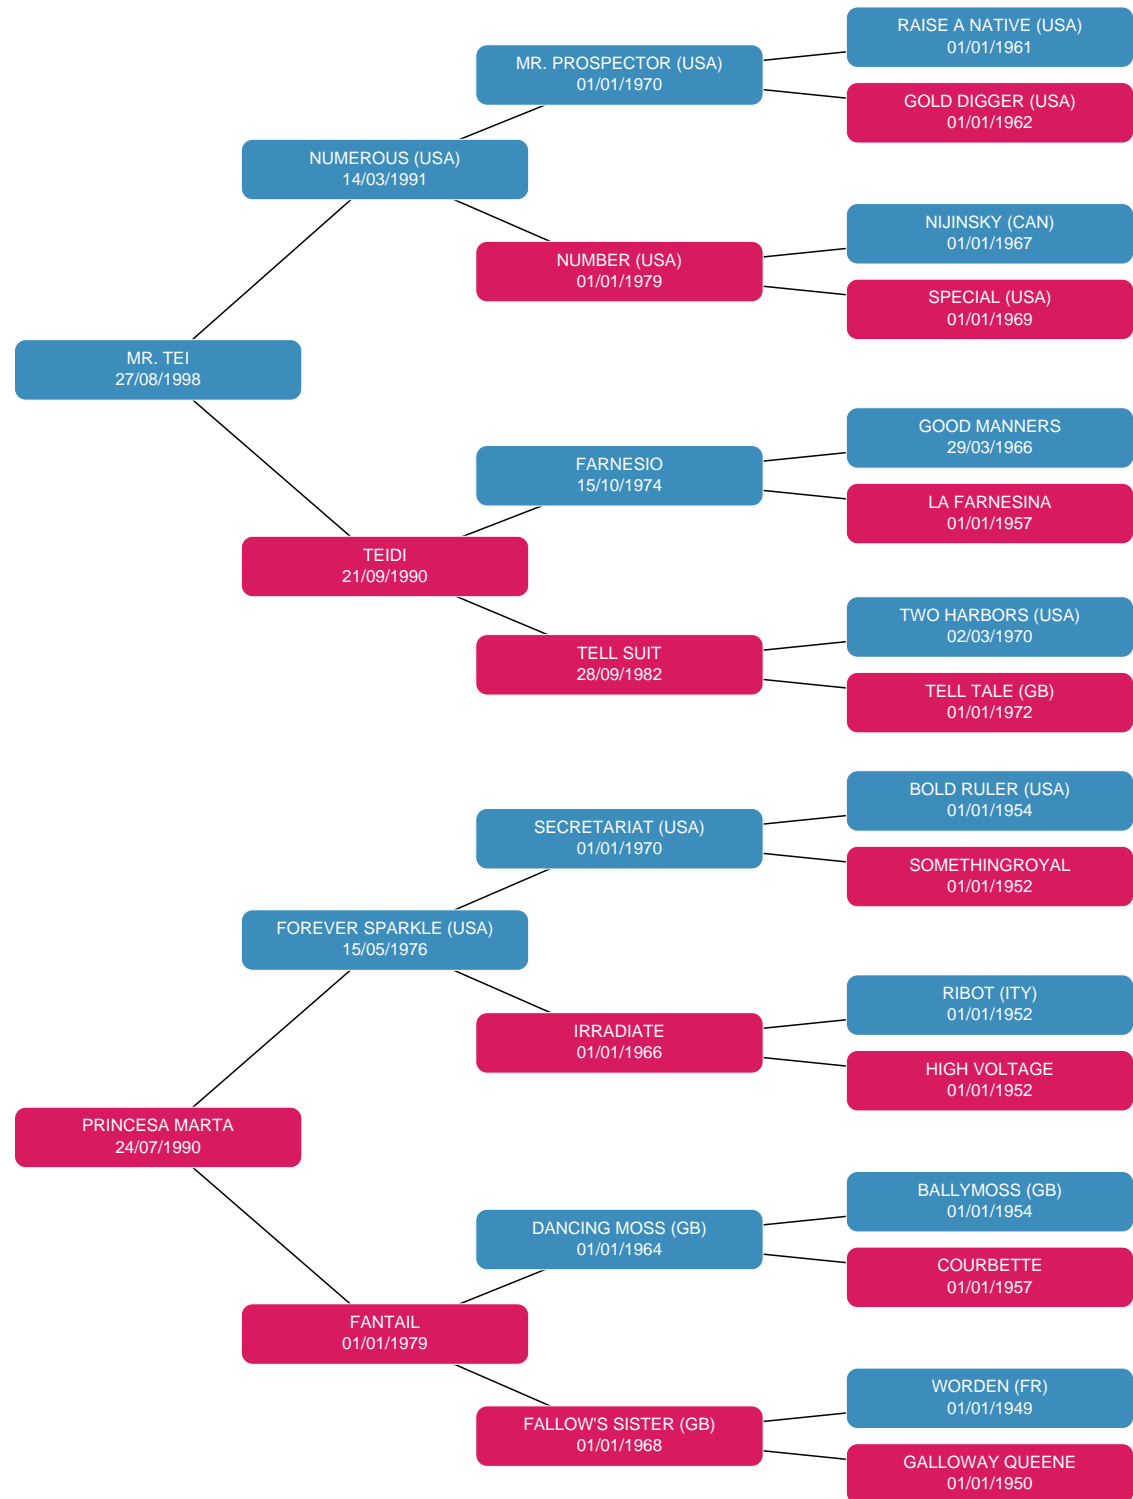 RAISE A NATIVE (USA)
01/01/1961
MR. PROSPECTOR (USA)
01/01/1970
GOLD DIGGER (USA)
01/01/1962
NUMEROUS (USA)
14/03/1991
NIJINSKY (CAN)
01/01/1967
NUMBER (USA)
01/01/1979
SPECIAL (USA)
01/01/1969
MR. TEI
27/08/1998
GOOD MANNERS
29/03/1966
FARNESIO
15/10/1974
LA FARNESINA
01/01/1957
TEIDI
21/09/1990
TWO HARBORS (USA)
02/03/1970
TELL SUIT
28/09/1982
TELL TALE (GB)
01/01/1972
BOLD RULER (USA)
01/01/1954
SECRETARIAT (USA)
01/01/1970
SOMETHINGROYAL
01/01/1952
FOREVER SPARKLE (USA)
15/05/1976
RIBOT (ITY)
01/01/1952
IRRADIATE
01/01/1966
HIGH VOLTAGE
01/01/1952
PRINCESA MARTA
24/07/1990
BALLYMOSS (GB)
01/01/1954
DANCING MOSS (GB)
01/01/1964
COURBETTE
01/01/1957
FANTAIL
01/01/1979
WORDEN (FR)
01/01/1949
FALLOW'S SISTER (GB)
01/01/1968
GALLOWAY QUEENE
01/01/1950